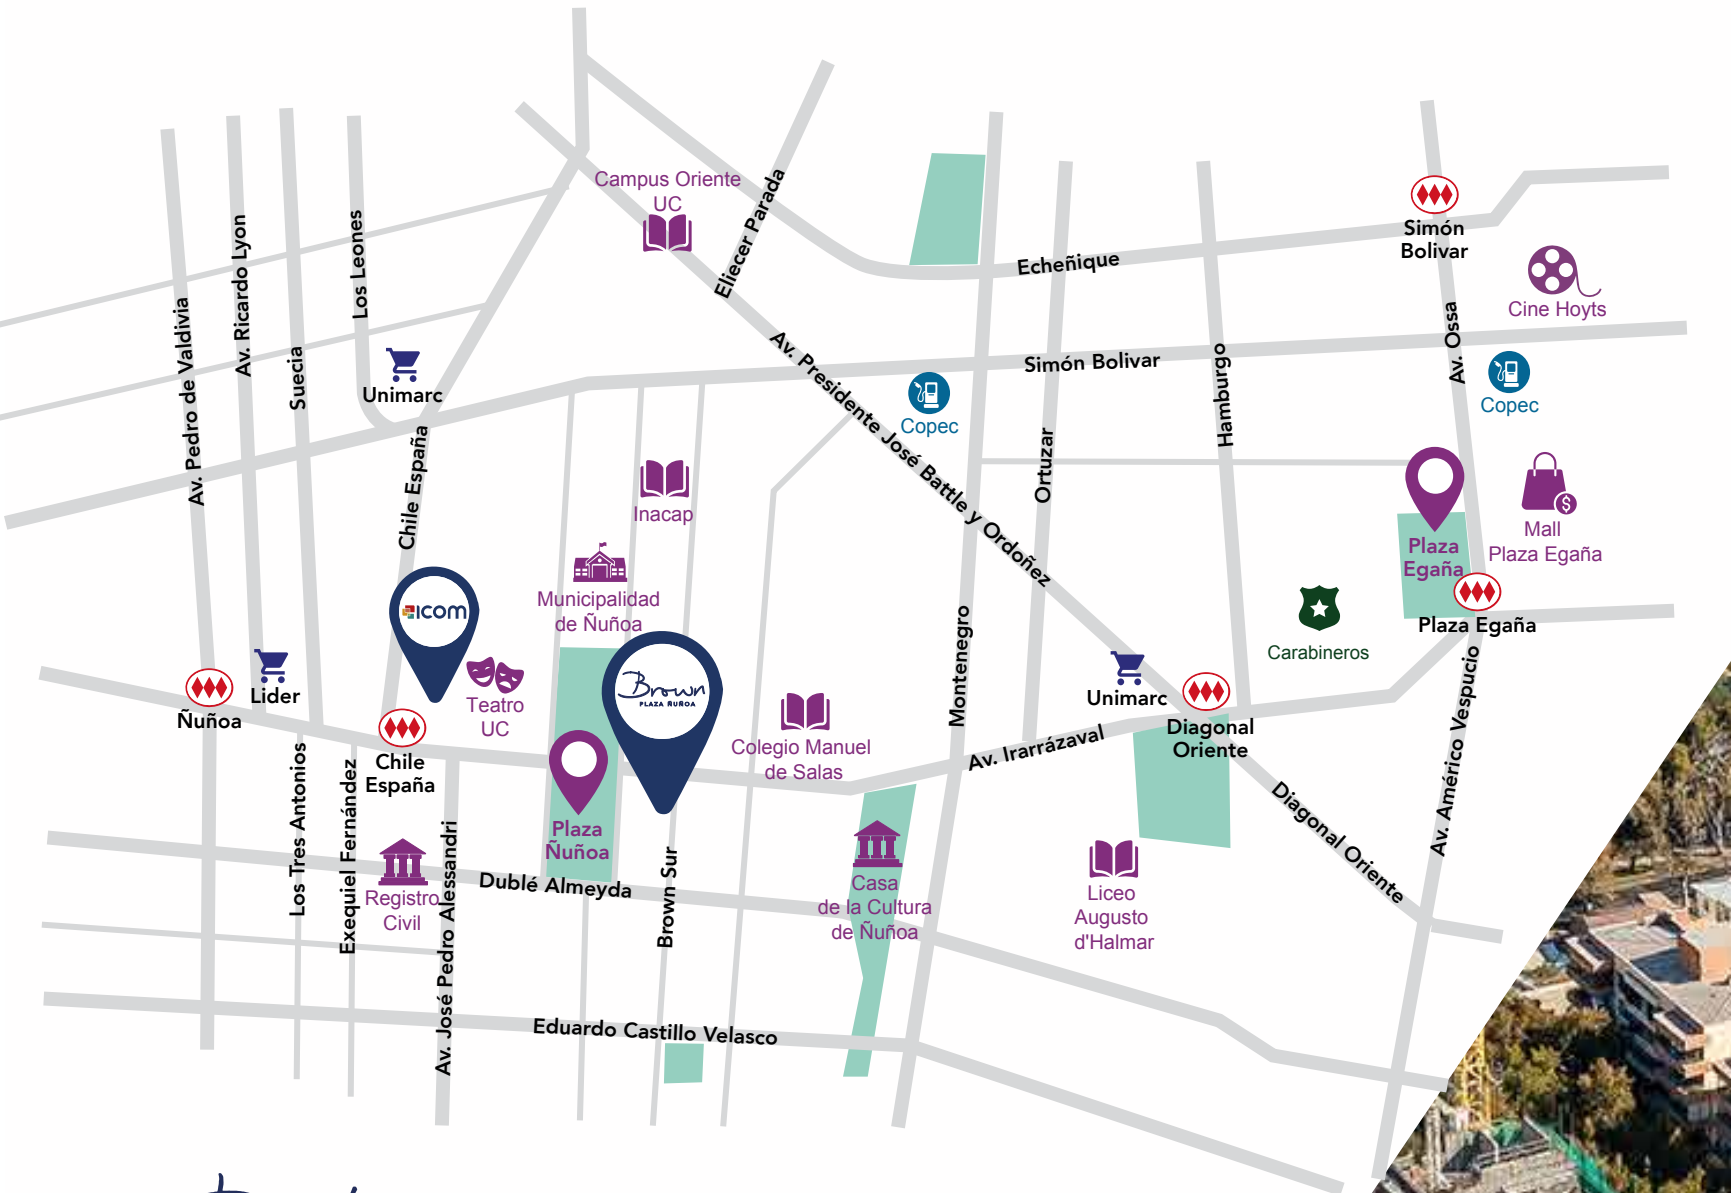 Campus Oriente
UC
Eliecer Parada
Echeñique
Simón
Bolivar
Cine Hoyts
Av. Pedro de Valdivia
Av. Ricardo Lyon
Suecia
Los Leones
Unimarc
Chile España
Av. Presidente José Battle y Ordoñez
Simón Bolivar
Copec
Ortuzar
Hamburgo
Av. Ossa
Copec
Inacap
Plaza
Egaña
Mall
Plaza Egaña
Plaza Egaña
Municipalidad
de Ñuñoa
icom
Brown
PLAZA ÑUÑOA
Teatro
UC
Lider
Ñuñoa
Chile
España
Colegio Manuel
de Salas
Montenegro
Av. Irarrázaval
Unimarc
Diagonal
Oriente
Carabineros
Los Tres Antonios
Exequiel Fernández
Registro
Civil
Av. José Pedro Alessandri
Plaza
Ñuñoa
Dublé Almeyda
Brown Sur
Casa
de la Cultura
de Ñuñoa
Liceo
Augusto
d'Halmar
Diagonal Oriente
Av. Américo Vespucio
Eduardo Castillo Velasco